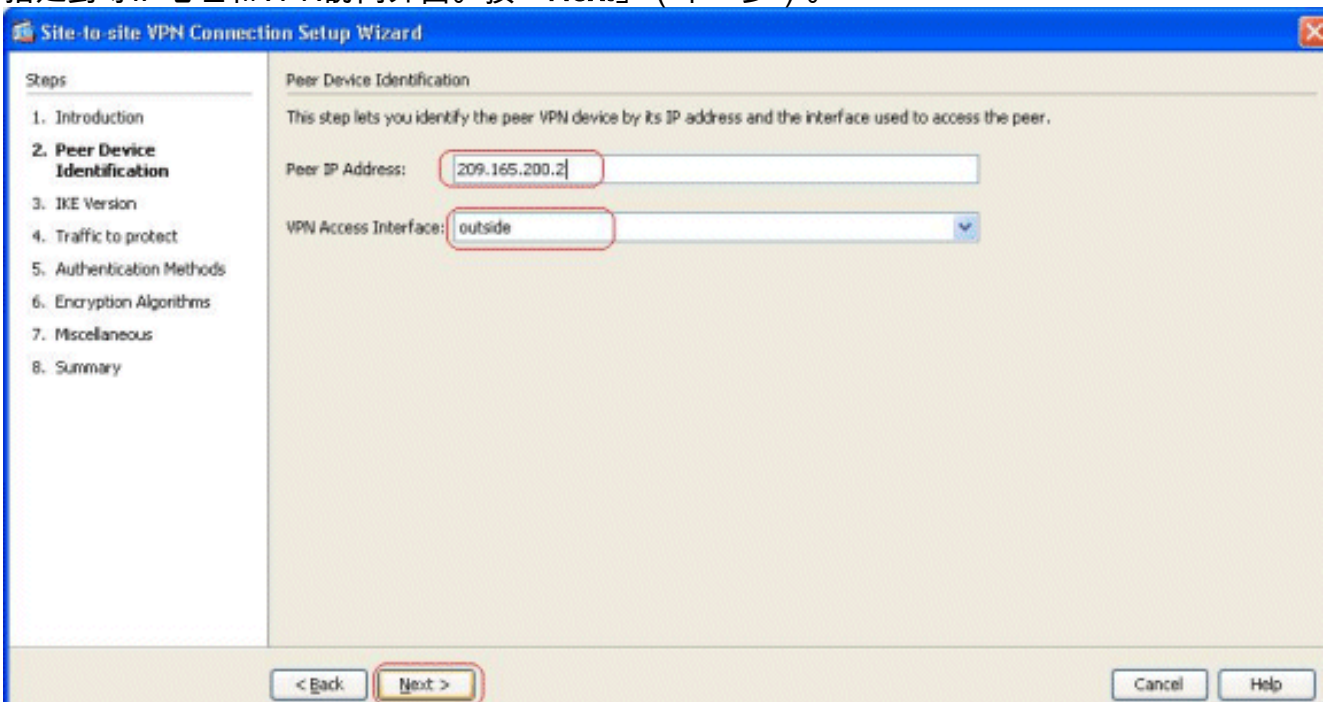 Next
Site-to-site VPN Connection Setup Wizard
Steps
1. Introduction
2. Peer Device
Identification
3. IKE Version
4. Traffic to protect
5. Authentication Methods
6. Encryption Algorithms
7. Miscellaneous
8. Summary
Peer Device Identification
This step lets you identify the peer VPN device by its IP address and the interface used to access the peer.
Peer IP Address: 209.165.200.2
VPN Access Interface: outside
< Back Next > Cancel Help